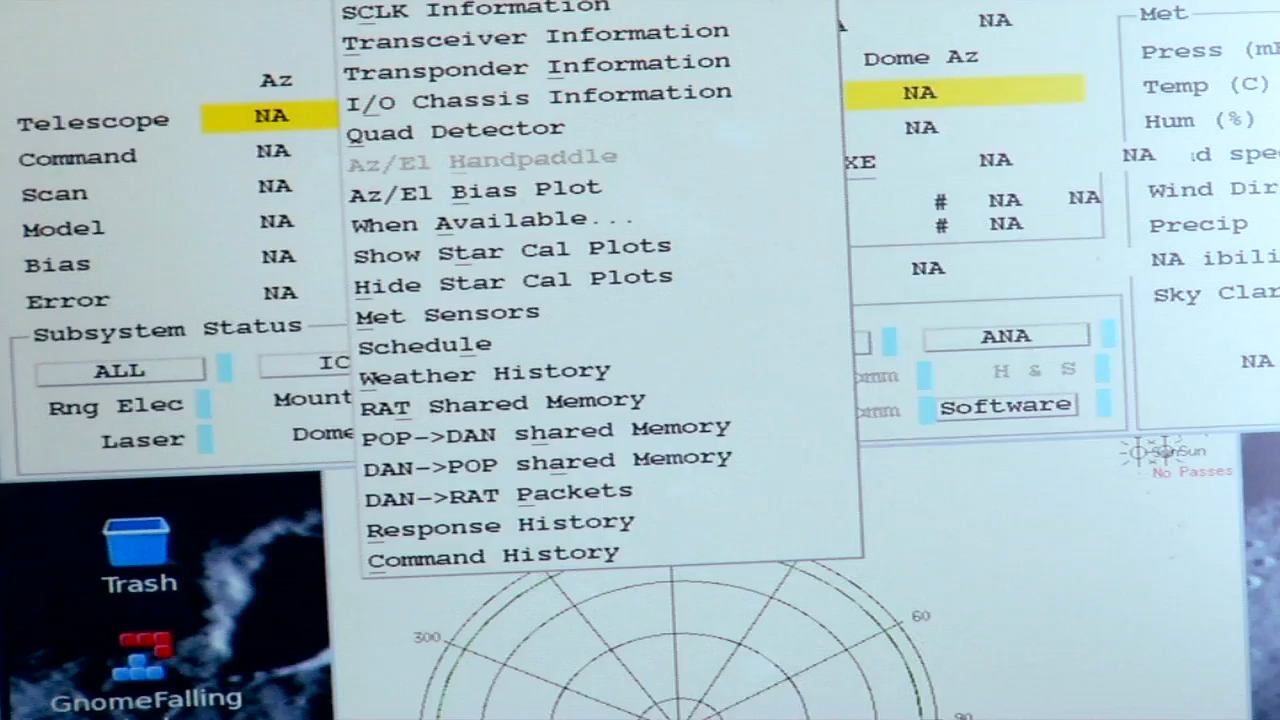 SCLK Information
Transceiver Information
Transponder Information
I/O Chassis Information
Quad Detector
Az/El Handpaddle
Az/El Bias Plot
When Available...
Show Star Cal Plots
Hide Star Cal Plots
Met Sensors
Schedule
Weather History
RAT Shared Memory
POP->DAN shared Memory
DAN->POP shared Memory
DAN->RAT Packets
Response History
Command History
Az
Telescope NA
Command NA
Scan NA
Model NA
Bias NA
Error NA
Subsystem Status
ALL
Rng Elec Mount
Laser Dome
NA
Dome Az
NA
NA
NA
# NA NA
# NA
NA
ANA
H & S
Software
Met
Press
Temp (C)
Hum (%)
NA
Wind Dir
Precip
NA
Sky
NA
Sun
No Passes
300
60
90
Trash
GnomeFalling